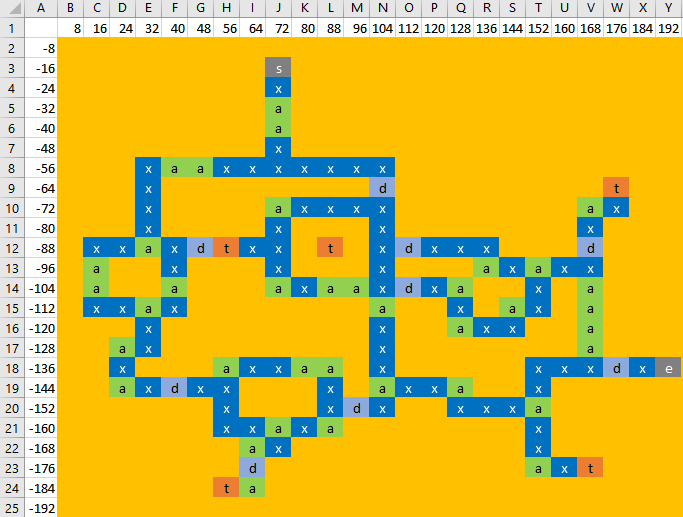 A B C D E F G H I J K L M N O P Q R S T U V W X Y
1 8 16 24 32 40 48 56 64 72 80 88 96 104 112 120 128 136 144 152 160 168 176 184 192
2 -8
3 -16 s
4 -24 x
5 -32 a
6 -40 a
7 -48 x
8 -56 x a a x x x x x x x
9 -64 x d t
10 -72 x a x x x x a x
11 -80 x x x x
12 -88 x x a x d t x x t x d x x x d
13 -96 a x x x a x a x x
14 -104 a a a x a a x d x a x a
15 -112 x x a x a x a x a
16 -120 x x a x x a
17 -128 a x x a
18 -136 x a x x a a x x x x d x e
19 -144 a x d x x x a x x a x
20 -152 x x d x x x x a
21 -160 x x a x a x
22 -168 a x x
23 -176 d a x t
24 -184 t a
25 -192